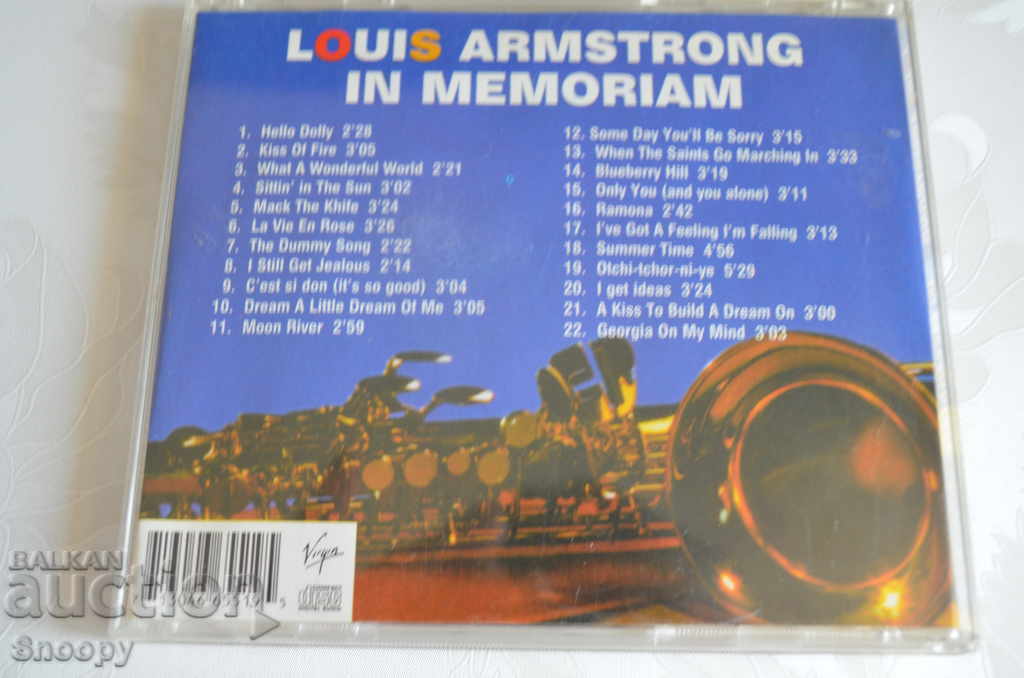 LOUIS ARMSTRONG
IN MEMORIAM
1. Hello Dolly 2'28
2. Kiss Of Fire 3'05
3. What A Wonderful World 2'21
4. Sittin' in The Sun 3'02
5. Mack The Khife 3'24
6. La Vie En Rose 3'26
7. The Dummy Song 2'22
8. I Still Get Jealous 2'14
9. C'est si don (it's so good) 3'04
10. Dream A Little Dream Of Me 3'05
11. Moon River 2'59
12. Some Day You'll Be Sorry 3'15
13. When The Saints Go Marching In 3'33
14. Blueberry Hill 3'19
15. Only You (and you alone) 3'11
16. Ramona 2'42
17. I've Got A Feeling I'm Falling 3'13
18. Summer Time 4'56
19. Otchi-tchor-ni-ye 5'29
20. I get ideas 3'24
21. A Kiss To Build A Dream On 3'00
22. Georgia On My Mind 3'03
Virgin
BALKAN
auction
Snoopy